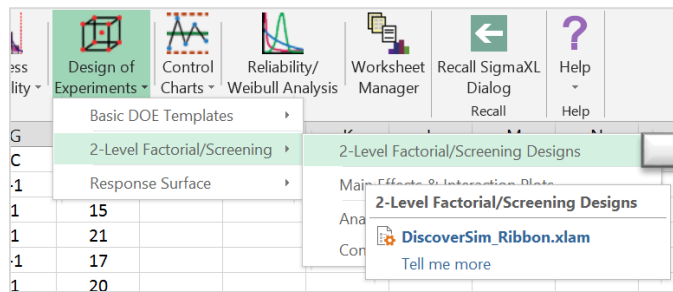 Design of Experiments
Control Charts
Reliability/ Weibull Analysis
Worksheet Manager
Recall SigmaXL Dialog
Help
Recall
Help
Basic DOE Templates
G
2-Level Factorial/Screening
2-Level Factorial/Screening Designs
C
-1
Response Surface
2-Level Factorial/Screening Designs
1
15
1
21
DiscoverSim_Ribbon.xlam
-1
17
Tell me more
1
20